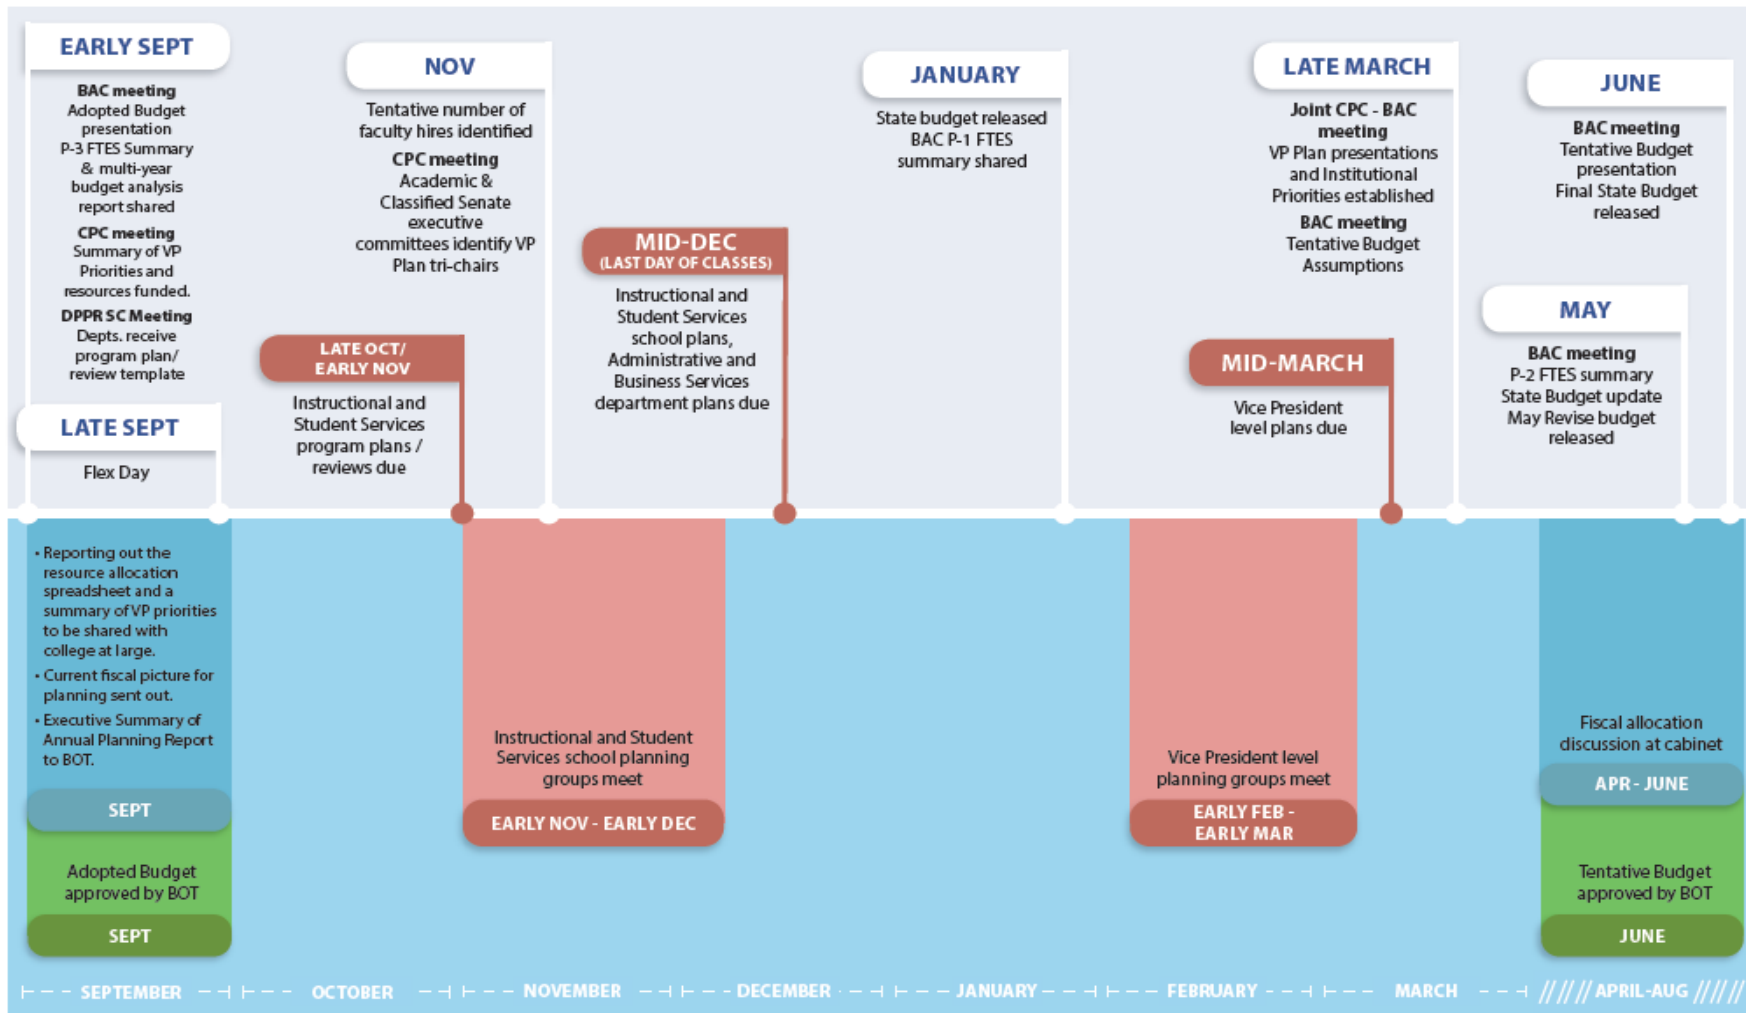 EARLY SEPT
BAC meeting
Adopted Budget
presentation
P-3 FTES Summary
& multi-year
budget analysis
report shared
CPC meeting
Summary of VP
Priorities and
resources funded.
DPPR SC Meeting
Depts. receive
program plan/
review template
LATE SEPT
Flex Day
LATE OCT/
EARLY NOV
Instructional and
Student Services
program plans /
reviews due
NOV
Tentative number of
faculty hires identified
CPC meeting
Academic &
Classified Senate
executive
committees identify VP
Plan tri-chairs
MID-DEC
(LAST DAY OF CLASSES)
Instructional and
Student Services
school plans,
Administrative and
Business Services
department plans due
JANUARY
State budget released
BAC P-1 FTES
summary shared
MID-MARCH
Vice President
level plans due
LATE MARCH
Joint CPC - BAC
meeting
VP Plan presentations
and Institutional
Priorities established
BAC meeting
Tentative Budget
Assumptions
MAY
BAC meeting
P-2 FTES summary
State Budget update
May Revise budget
released
JUNE
BAC meeting
Tentative Budget
presentation
Final State Budget
released
• Reporting out the
resource allocation
spreadsheet and a
summary of VP priorities
to be shared with
college at large.
• Current fiscal picture for
planning sent out.
• Executive Summary of
Annual Planning Report
to BOT.
SEPT
Adopted Budget
approved by BOT
SEPT
Instructional and Student
Services school planning
groups meet
EARLY NOV - EARLY DEC
Vice President level
planning groups meet
EARLY FEB -
EARLY MAR
Fiscal allocation
discussion at cabinet
APR - JUNE
Tentative Budget
approved by BOT
JUNE
SEPTEMBER OCTOBER NOVEMBER DECEMBER JANUARY FEBRUARY MARCH APRIL-AUG